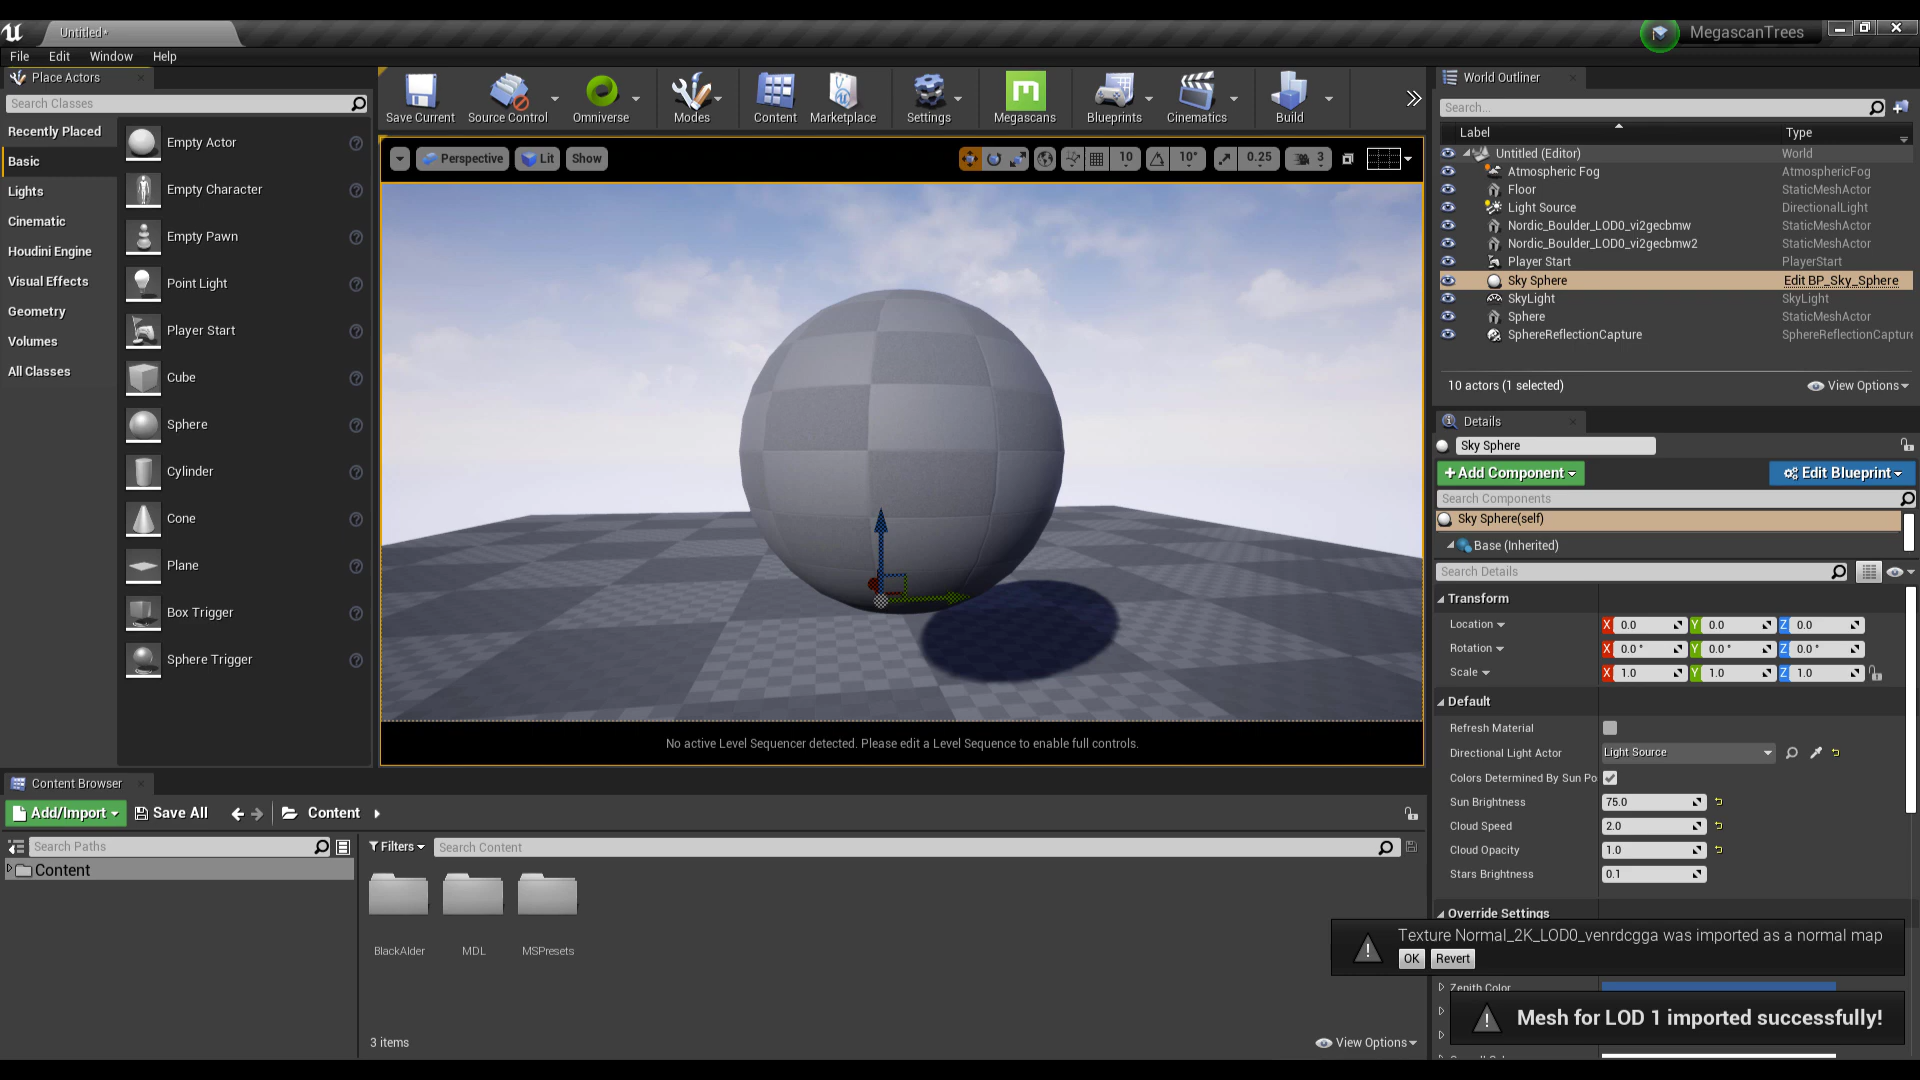 Untitled*
MegascanTrees
File Edit Window Help
Place Actors
Search Classes
Recently Placed
Basic
Lights
Cinematic
Houdini Engine
Visual Effects
Geometry
Volumes
All Classes
Empty Actor
Empty Character
Empty Pawn
Point Light
Player Start
Cube
Sphere
Cylinder
Cone
Plane
Box Trigger
Sphere Trigger
Save Current Source Control Omniverse Modes Content Marketplace Settings Megascans Blueprints Cinematics Build
Perspective Lit Show 10 10° 0.25 3
No active Level Sequencer detected. Please edit a Level Sequence to enable full controls.
World Outliner
Search...
Label Type
Untitled (Editor) World
Atmospheric Fog AtmosphericFog
Floor StaticMeshActor
Light Source DirectionalLight
Nordic_Boulder_LOD0_vi2gecbmw StaticMeshActor
Nordic_Boulder_LOD0_vi2gecbmw2 StaticMeshActor
Player Start PlayerStart
Sky Sphere Edit BP_Sky_Sphere
SkyLight SkyLight
Sphere StaticMeshActor
SphereReflectionCapture SphereReflectionCapture
10 actors (1 selected) View Options
Details
Sky Sphere
+Add Component Edit Blueprint
Search Components
Sky Sphere(self)
Base (Inherited)
Search Details
Transform
Location X 0.0 Y 0.0 Z 0.0
Rotation X 0.0° Y 0.0° Z 0.0°
Scale X 1.0 Y 1.0 Z 1.0
Default
Refresh Material
Directional Light Actor Light Source
Colors Determined By Sun Po
Sun Brightness 75.0
Cloud Speed 2.0
Cloud Opacity 1.0
Stars Brightness 0.1
Override Settings
Texture Normal_2K_LOD0_venrdcgga was imported as a normal map
OK Revert
Zenith Color
Mesh for LOD 1 imported successfully!
Content Browser
Add/Import Save All Content
Search Paths
Content
Filters Search Content
BlackAlder MDL MSPresets
3 items View Options